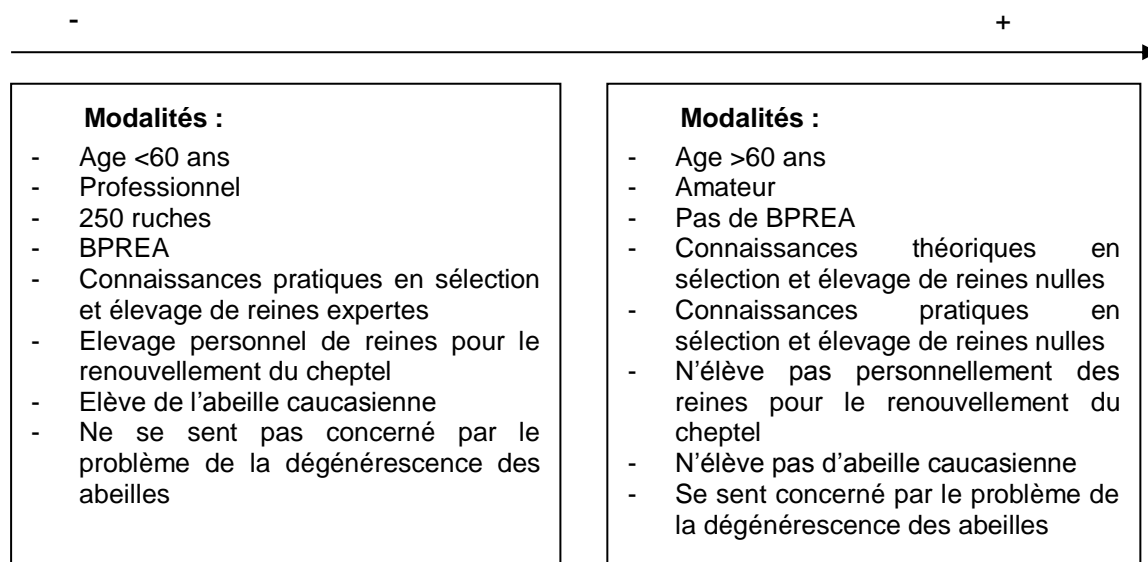 -
+
Modalités :
- Age <60 ans
- Professionnel
- 250 ruches
- BPREA
- Connaissances pratiques en sélection
et élevage de reines expertes
- Elevage personnel de reines pour le
renouvellement du cheptel
- Elève de l’abeille caucasienne
- Ne se sent pas concerné par le
problème de la dégénérescence des
abeilles
Modalités :
- Age >60 ans
- Amateur
- Pas de BPREA
- Connaissances théoriques en
sélection et élevage de reines nulles
- Connaissances pratiques en
sélection et élevage de reines nulles
- N’élève pas personnellement des
reines pour le renouvellement du
cheptel
- N’élève pas d’abeille caucasienne
- Se sent concerné par le problème de
la dégénérescence des abeilles